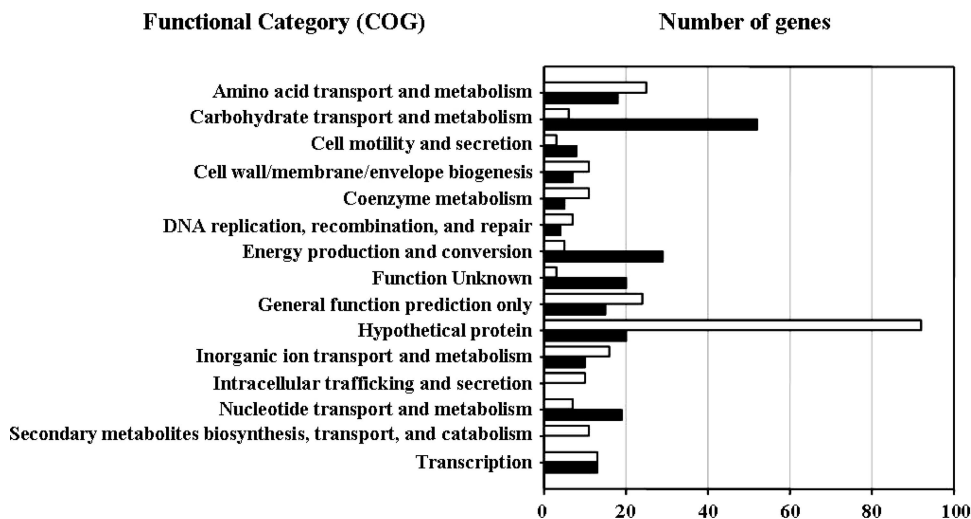 Functional Category (COG) Number of genes
Amino acid transport and metabolism
Carbohydrate transport and metabolism
Cell motility and secretion
Cell wall/membrane/envelope biogenesis
Coenzyme metabolism
DNA replication, recombination, and repair
Energy production and conversion
Function Unknown
General function prediction only
Hypothetical protein
Inorganic ion transport and metabolism
Intracellular trafficking and secretion
Nucleotide transport and metabolism
Secondary metabolites biosynthesis, transport, and catabolism
Transcription
0 20 40 60 80 100